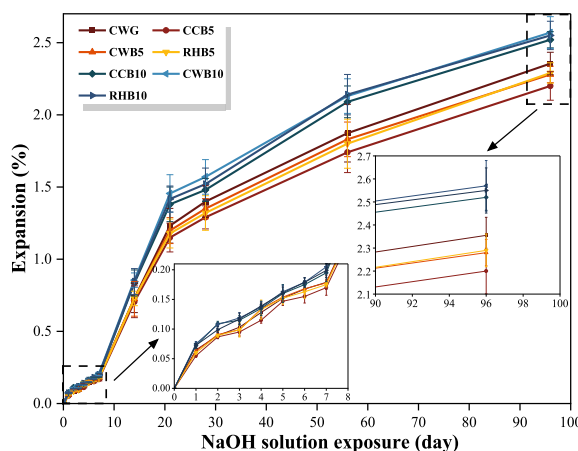 CWG
CCB5
CWB5
RHB5
CCB10
CWB10
RHB10
Expansion (%)
2.5
2.0
1.5
1.0
0.5
0.0
0 10 20 30 40 50 60 70 80 90 100
NaOH solution exposure (day)
2.7
2.6
2.5
2.4
2.3
2.2
2.1
90 92 94 96 98 100
0.20
0.15
0.10
0.05
0.00
0 1 2 3 4 5 6 7 8